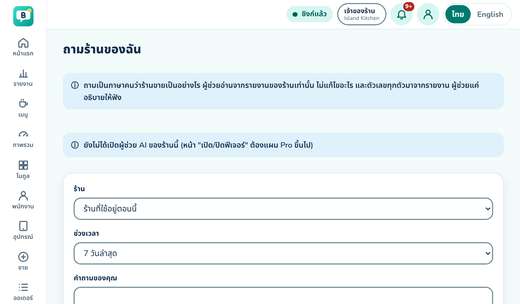 B
ซิงก์แล้ว
เจ้าของร้าน
Island Kitchen
9+
ไทย
English
หน้าแรก
รายงาน
เมนู
ภาพรวม
โมดูล
พนักงาน
อุปกรณ์
ขาย
ออเดอร์
ถามร้านของฉัน
ถามเป็นภาษาคนว่าร้านขายเป็นอย่างไร ผู้ช่วยอ่านจากรายงานของร้านเท่านั้น ไม่แก้ไขอะไร และตัวเลขทุกตัวมาจากรายงาน ผู้ช่วยแค่
อธิบายให้ฟัง
ยังไม่ได้เปิดผู้ช่วย AI ของร้านนี้ (หน้า "เปิด/ปิดฟีเจอร์" ต้องแผน Pro ขึ้นไป)
ร้าน
ร้านที่ใช้อยู่ตอนนี้
ช่วงเวลา
7 วันล่าสุด
คำถามของคุณ